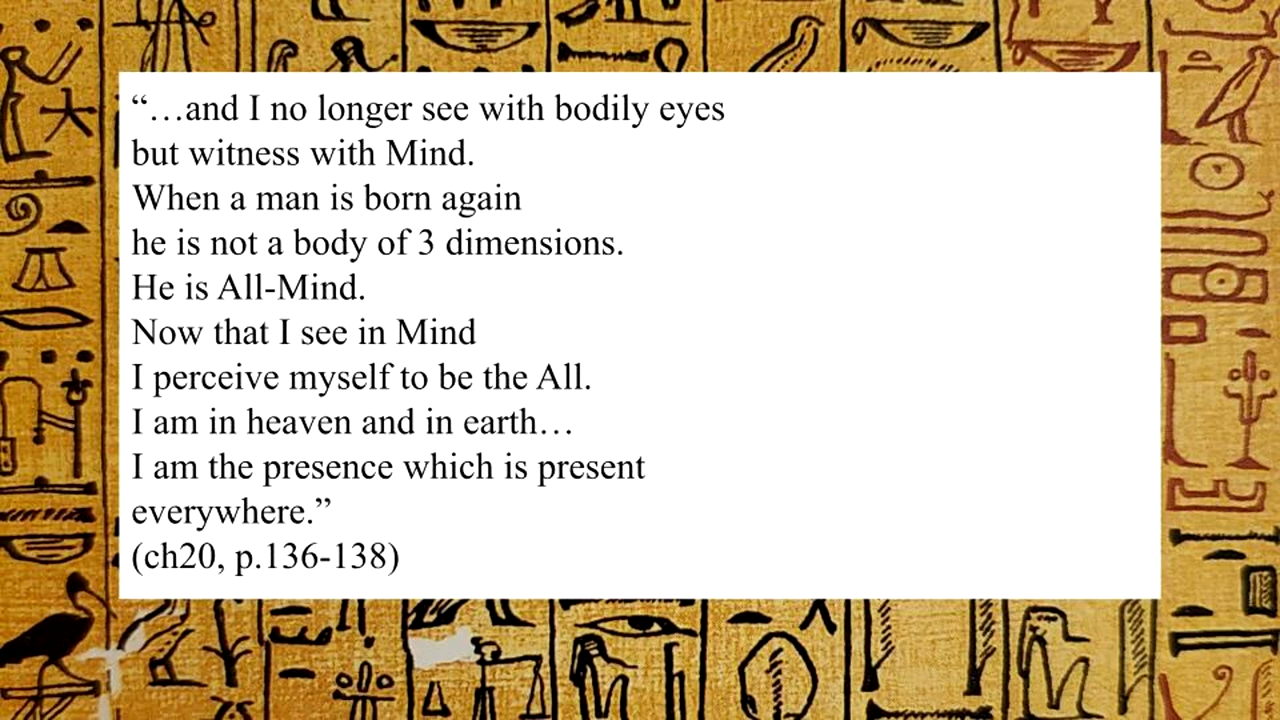 “…and I no longer see with bodily eyes
but witness with Mind.
When a man is born again
he is not a body of 3 dimensions.
He is All-Mind.
Now that I see in Mind
I perceive myself to be the All.
I am in heaven and in earth…
I am the presence which is present
everywhere.”
(ch20, p.136-138)